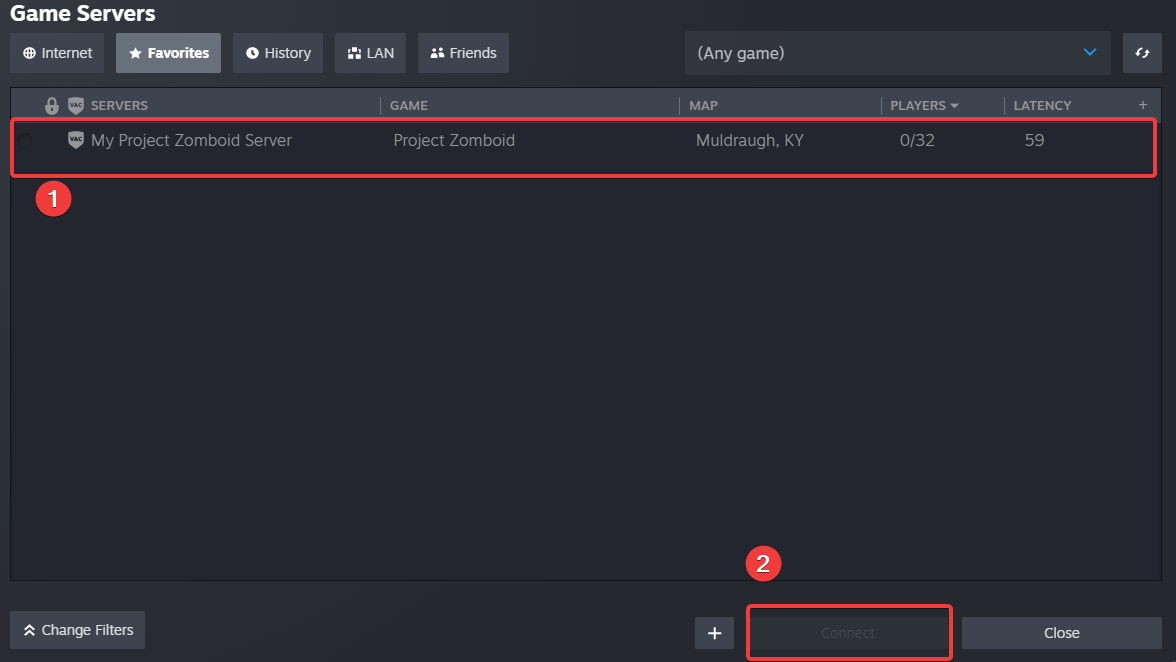 Game Servers
Internet Favorites History LAN Friends (Any game)
VAC SERVERS GAME MAP PLAYERS LATENCY +
VAC My Project Zomboid Server Project Zomboid Muldraugh, KY 0/32 59
1
2
Change Filters + Connect Close